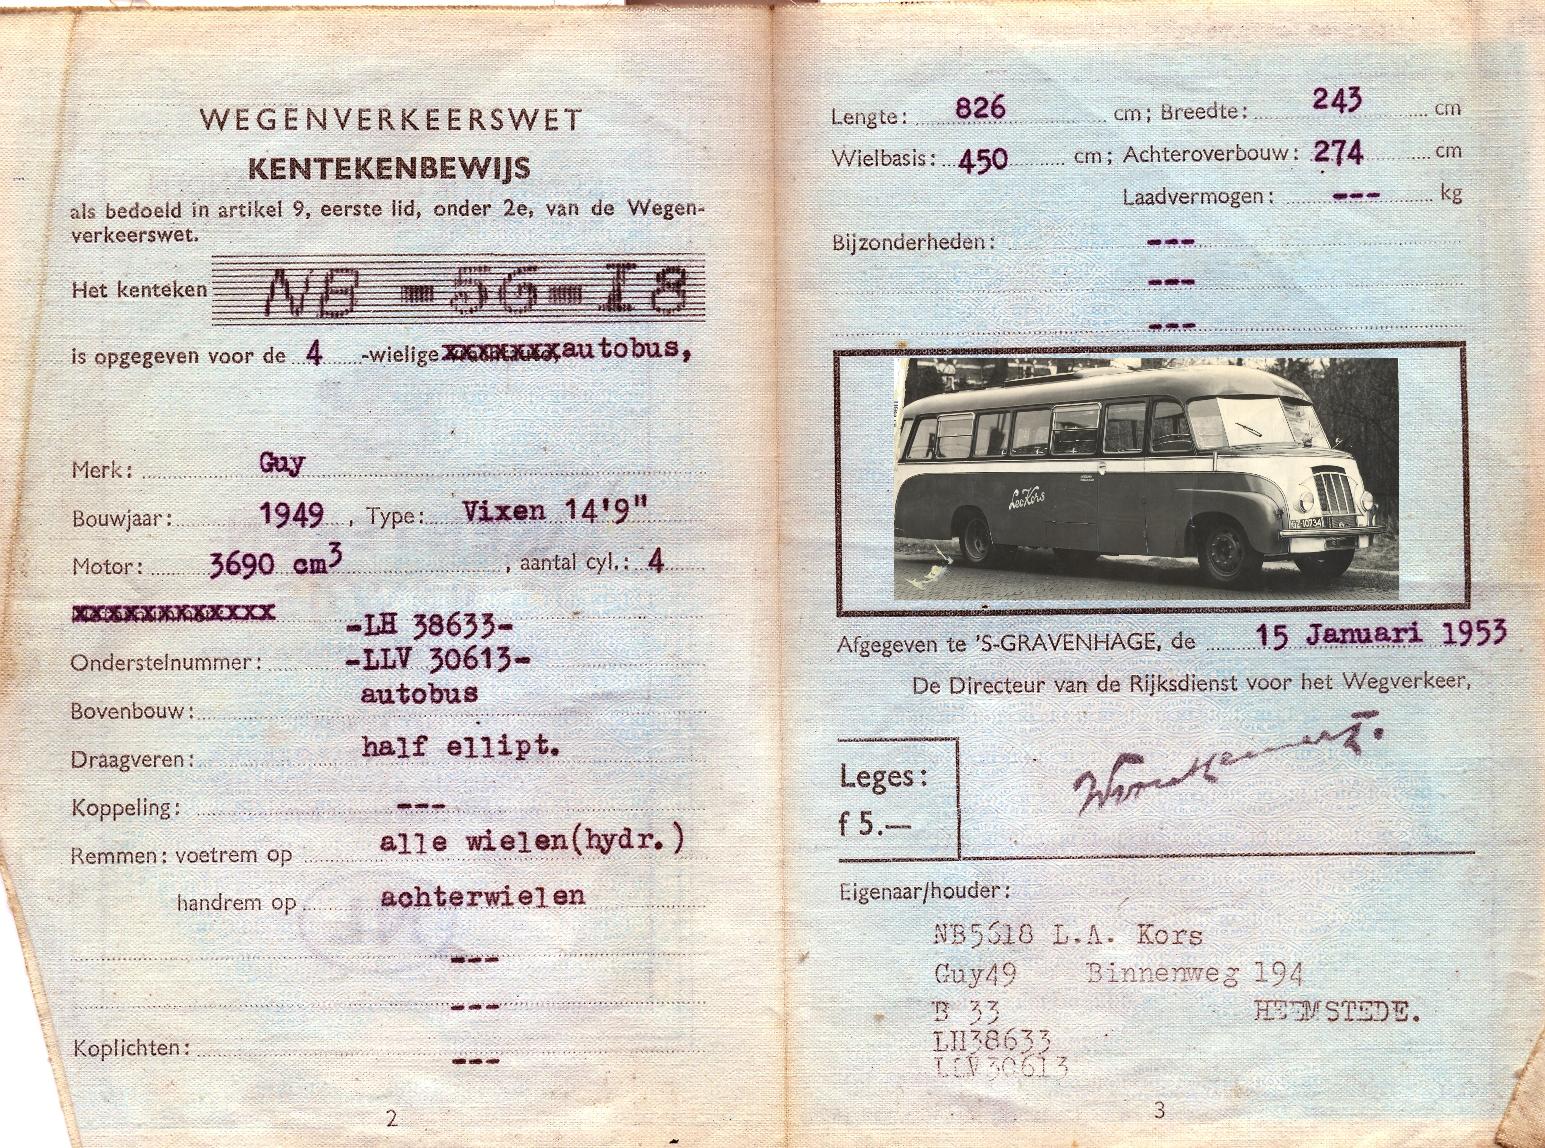 WEGENVERKEERSWET
KENTEKENBEWIJS
als bedoeld in artikel 9, eerste lid, onder 2e, van de Wegen-
verkeerswet.
Het kenteken NB-56-18
is opgegeven voor de 4 -wielige xxxxxxxxautobus,
Merk: Guy
Bouwjaar: 1949 , Type: Vixen 14'9"
Motor: 3690 cm3 , aantal cyl.: 4
xxxxxxxxxxxx
-LH 38633-
Onderstelnummer: -LLV 30613-
Bovenbouw: autobus
Draagveren: half ellipt.
Koppeling: ---
Remmen: voetrem op alle wielen(hydr.)
handrem op achterwielen
---
---
Koplichten: ---
2
Lengte: 826 cm; Breedte: 243 cm
Wielbasis: 450 cm; Achteroverbouw: 274 cm
Laadvermogen: --- kg
Bijzonderheden: ---
---
---
LeoKors
Afgegeven te 'S-GRAVENHAGE, de 15 Januari 1953
De Directeur van de Rijksdienst voor het Wegverkeer,
Leges:
f 5.—
Eigenaar/houder:
NB5618 L.A. Kors
Guy49 Binnenweg 194
B 33 HEEMSTEDE.
LH38633
LLV30613
3